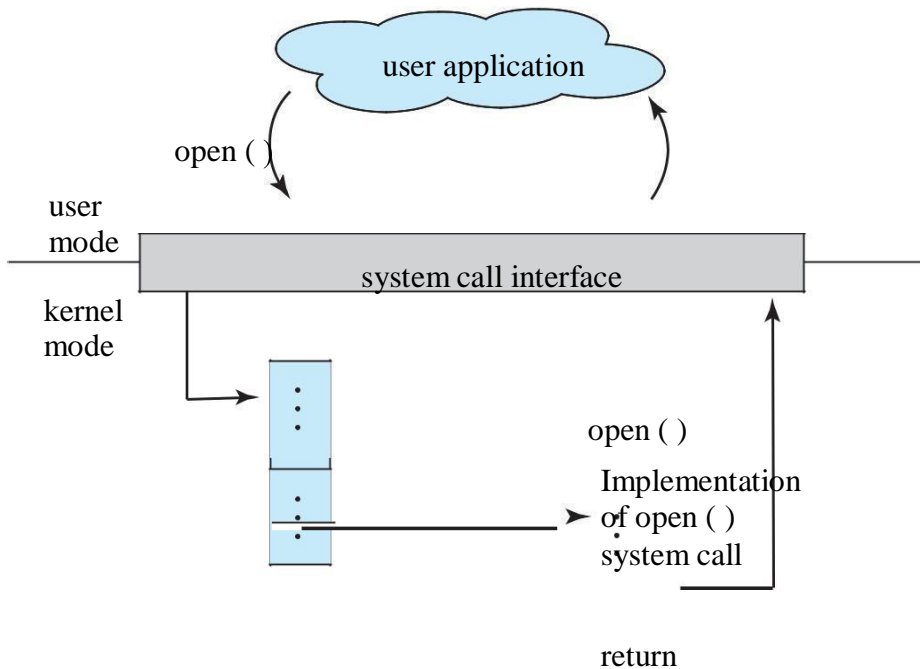 user application
open ( )
user
mode
system call interface
kernel
mode
open ( )
Implementation
of open ( )
system call
return